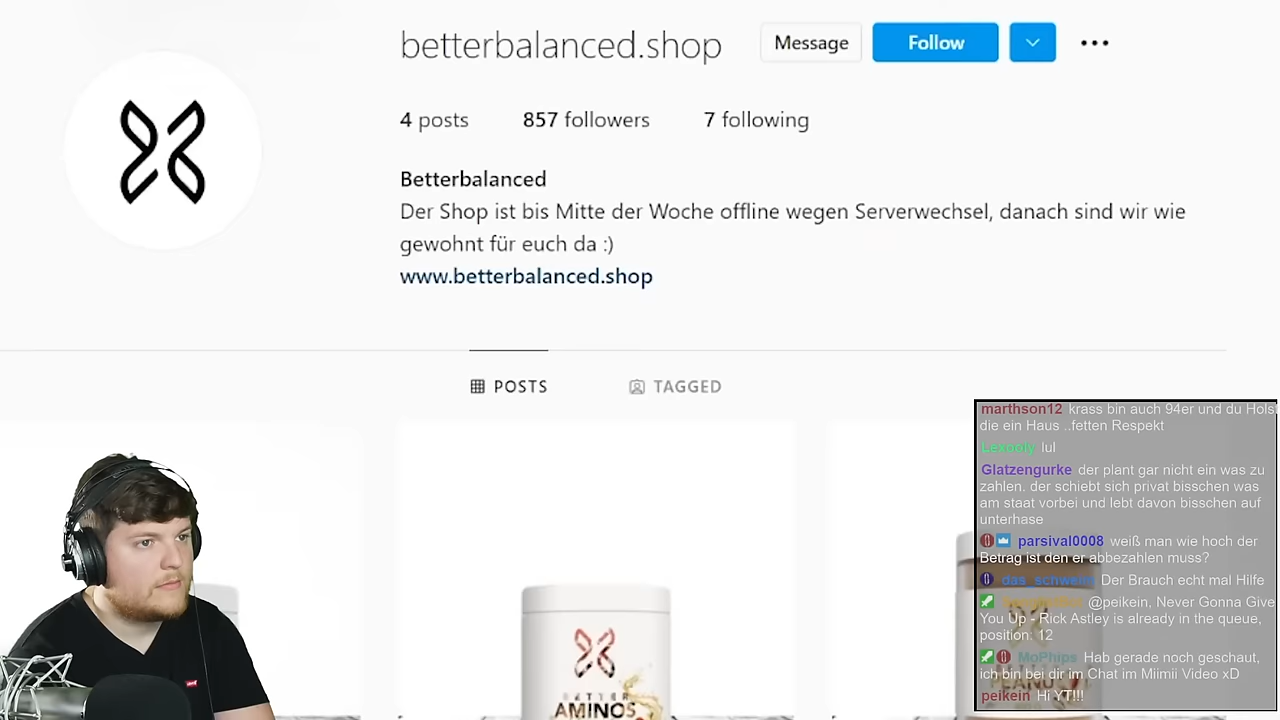 betterbalanced.shop
Message
Follow
4 posts
857 followers
7 following
Betterbalanced
Der Shop ist bis Mitte der Woche offline wegen Serverwechsel, danach sind wir wie
gewohnt für euch da :)
www.betterbalanced.shop
POSTS
TAGGED
BETTER
AMINOS
marthson12 krass bin auch 94er und du Hols
die ein Haus ..fetten Respekt
lul
Glatzengurke der plant gar nicht ein was zu
zahlen. der schiebt sich privat bisschen was
am staat vorbei und lebt davon bisschen auf
unterhase
parsival0008 weiß man wie hoch der
Betrag ist den er abbezahlen muss?
Der Brauch echt mal Hilfe
@peikein, Never Gonna Give
You Up - Rick Astley is already in the queue,
position: 12
MoPhips Hab gerade noch geschaut,
ich bin bei dir im Chat im Miimii Video xD
peikein Hi YT!!!